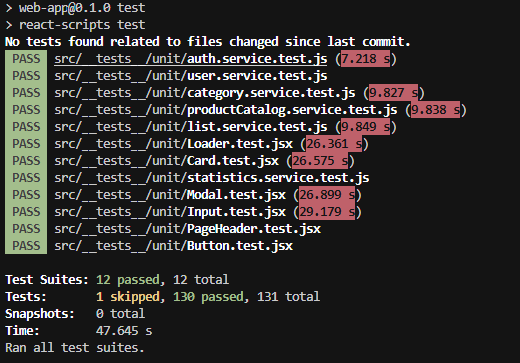 > web-app@0.1.0 test
> react-scripts test
No tests found related to files changed since last commit.
PASS src/__tests__/unit/auth.service.test.js (7.218 s)
PASS src/__tests__/unit/user.service.test.js
PASS src/__tests__/unit/category.service.test.js (9.827 s)
PASS src/__tests__/unit/productCatalog.service.test.js (9.838 s)
PASS src/__tests__/unit/list.service.test.js (9.849 s)
PASS src/__tests__/unit/Loader.test.jsx (26.361 s)
PASS src/__tests__/unit/Card.test.jsx (26.575 s)
PASS src/__tests__/unit/statistics.service.test.js
PASS src/__tests__/unit/Modal.test.jsx (26.899 s)
PASS src/__tests__/unit/Input.test.jsx (29.179 s)
PASS src/__tests__/unit/PageHeader.test.jsx
PASS src/__tests__/unit/Button.test.jsx
Test Suites: 12 passed, 12 total
Tests: 1 skipped, 130 passed, 131 total
Snapshots: 0 total
Time: 47.645 s
Ran all test suites.